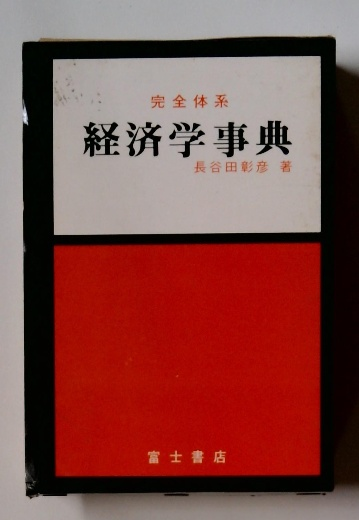 完全体系
経済学事典
長谷田彰彦 著
富士書店